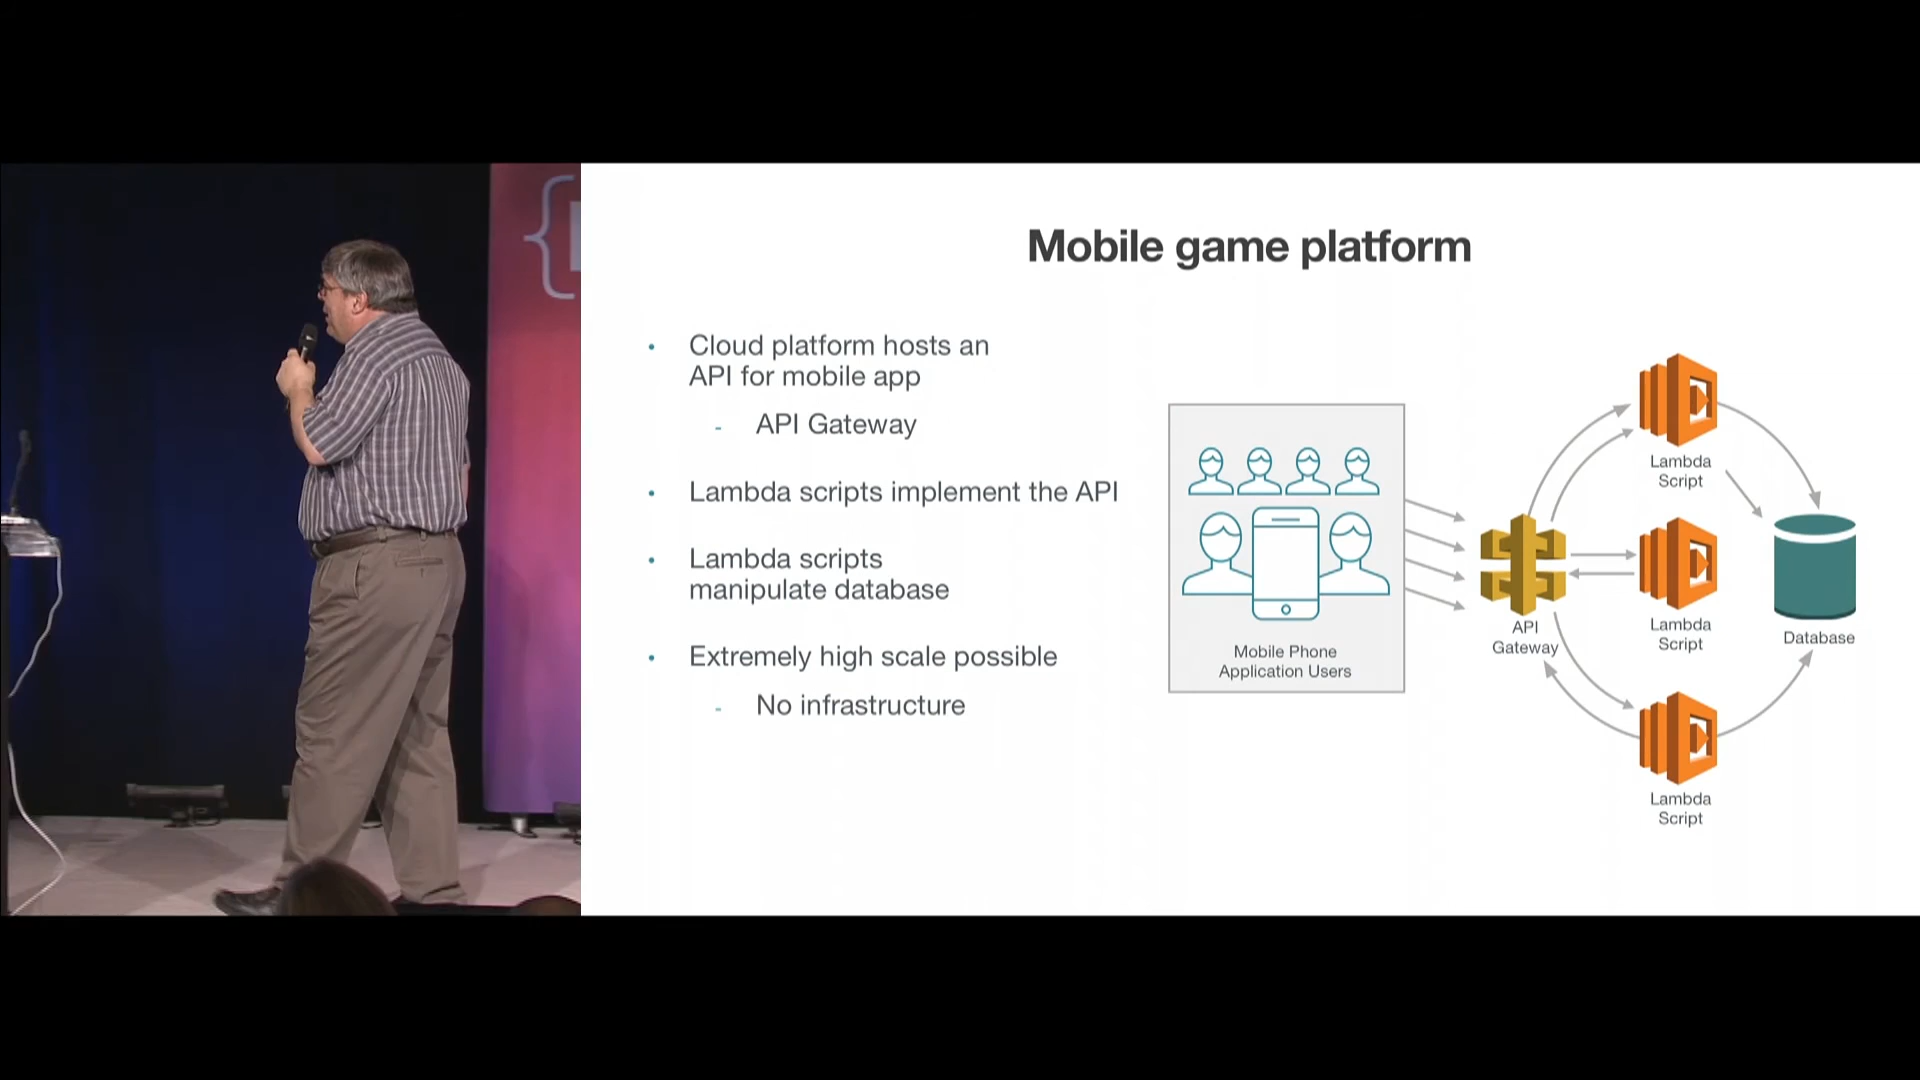 Mobile game platform
Cloud platform hosts an
API for mobile app
- API Gateway
Lambda scripts implement the API
Lambda scripts
manipulate database
Extremely high scale possible
- No infrastructure
Mobile Phone
Application Users
API
Gateway
Lambda
Script
Lambda
Script
Lambda
Script
Database